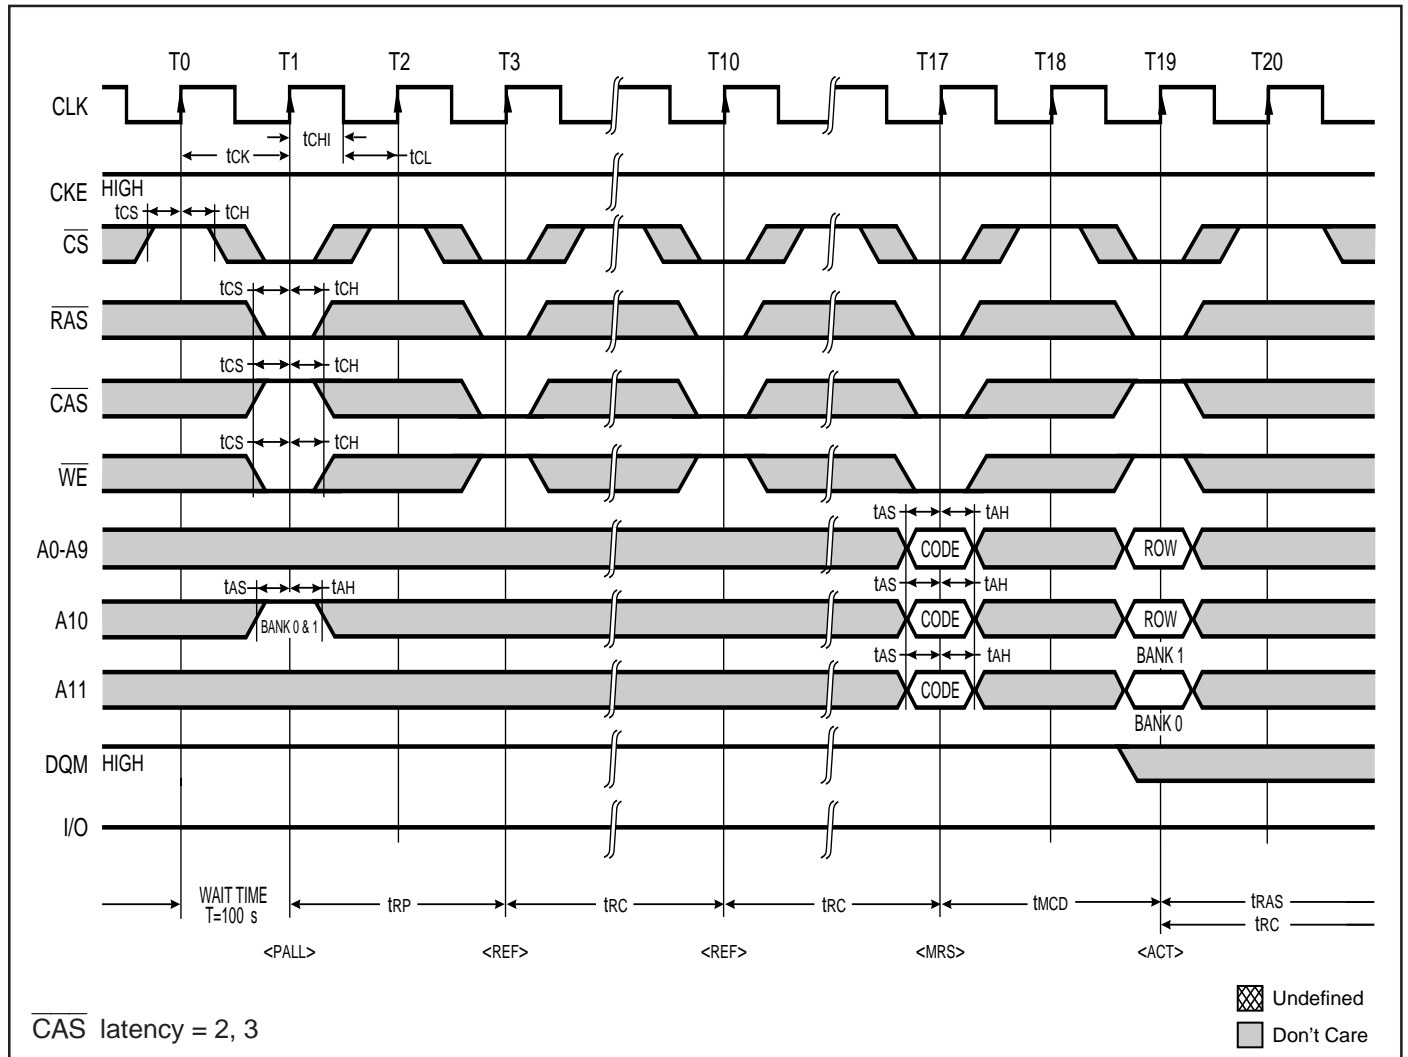 T0 T1 T2 T3 T10 T17 T18 T19 T20
CLK
tCHI
tCK tCL
CKE HIGH
tCS tCH
CS
tCS tCH
RAS
tCS tCH
CAS
tCS tCH
WE
tAS tAH
A0-A9 CODE ROW
tAS tAH tAS tAH
A10 BANK 0 & 1 CODE ROW
tAS tAH BANK 1
A11 CODE
BANK 0
DQM HIGH
I/O
WAIT TIME
T=100 s
tRP tRC tRC tMCD tRAS
tRC
<PALL> <REF> <REF> <MRS> <ACT>
Undefined
CAS latency = 2, 3
Don't Care